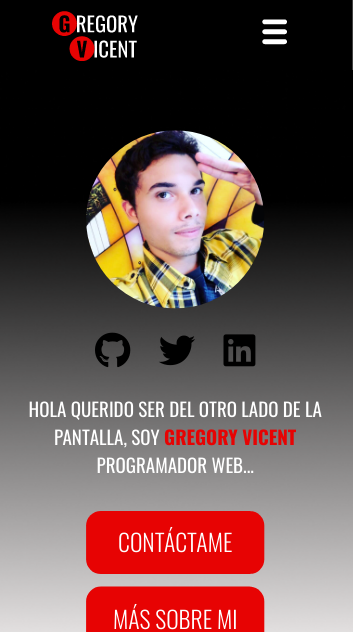 GREGORY
VICENT
HOLA QUERIDO SER DEL OTRO LADO DE LA
PANTALLA, SOY GREGORY VICENT
PROGRAMADOR WEB...
CONTÁCTAME
MÁS SOBRE MI